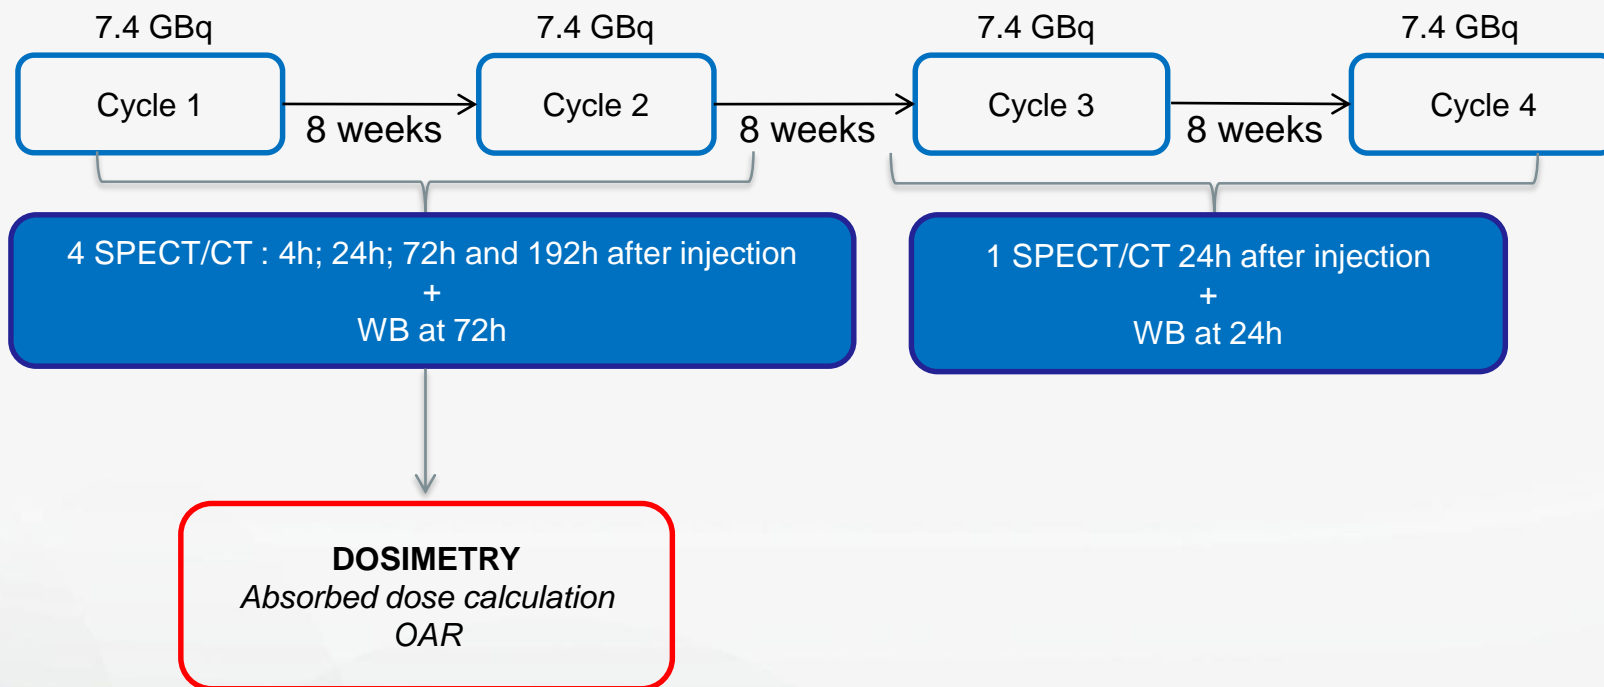 7.4 GBq
7.4 GBq
7.4 GBq
7.4 GBq
Cycle 1
Cycle 2
Cycle 3
Cycle 4
8 weeks
8 weeks
8 weeks
4 SPECT/CT : 4h; 24h; 72h and 192h after injection
+
WB at 72h
1 SPECT/CT 24h after injection
+
WB at 24h
DOSIMETRY
Absorbed dose calculation
OAR